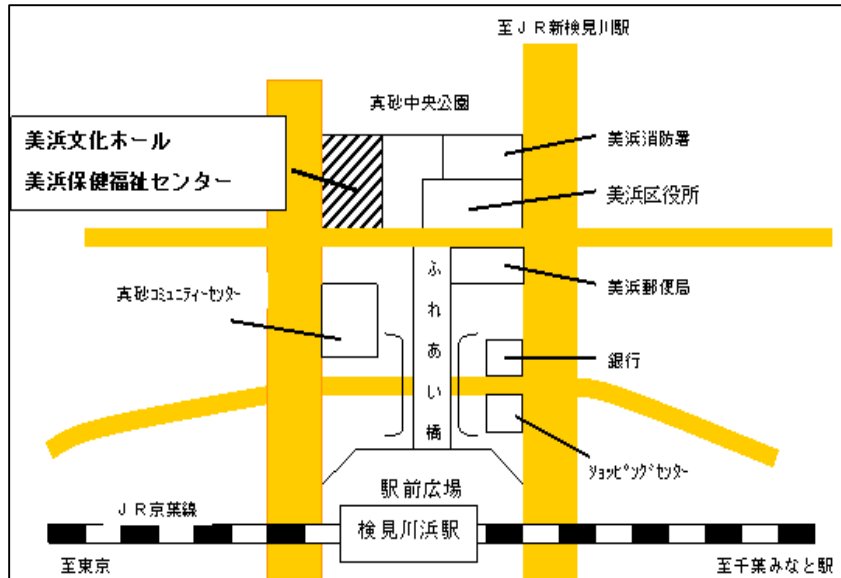 至ＪＲ新検見川駅
真砂中央公園
美浜文化ホール
美浜保健福祉センター
美浜消防署
美浜区役所
ふれあい橋
美浜郵便局
真砂ｺﾐｭﾆﾃｨｰｾﾝﾀｰ
銀行
ｼｮｯﾋﾟﾝｸﾞｾﾝﾀｰ
駅前広場
ＪＲ京葉線
検見川浜駅
至東京
至千葉みなと駅